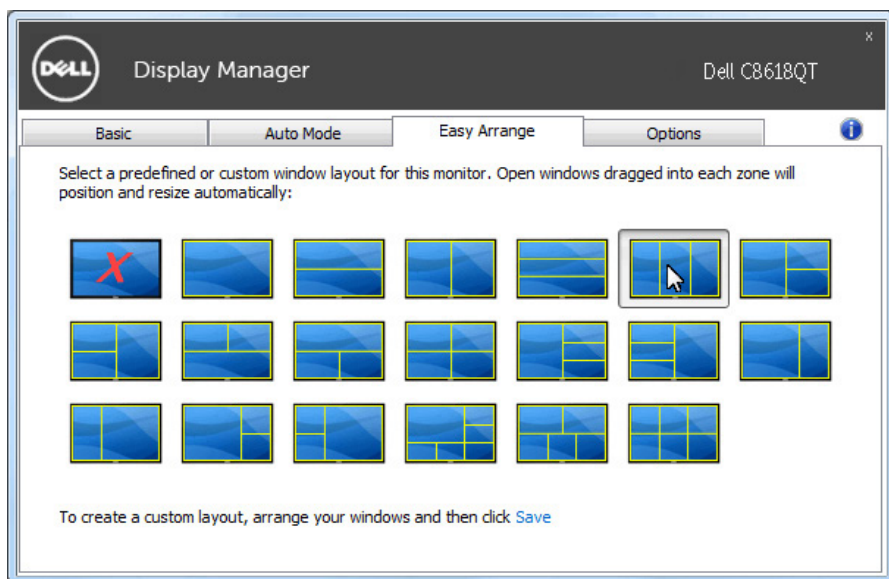 x
DELL
Display Manager
Dell C8618QT
Basic
Auto Mode
Easy Arrange
Options
Select a predefined or custom window layout for this monitor. Open windows dragged into each zone will
position and resize automatically:
To create a custom layout, arrange your windows and then click Save